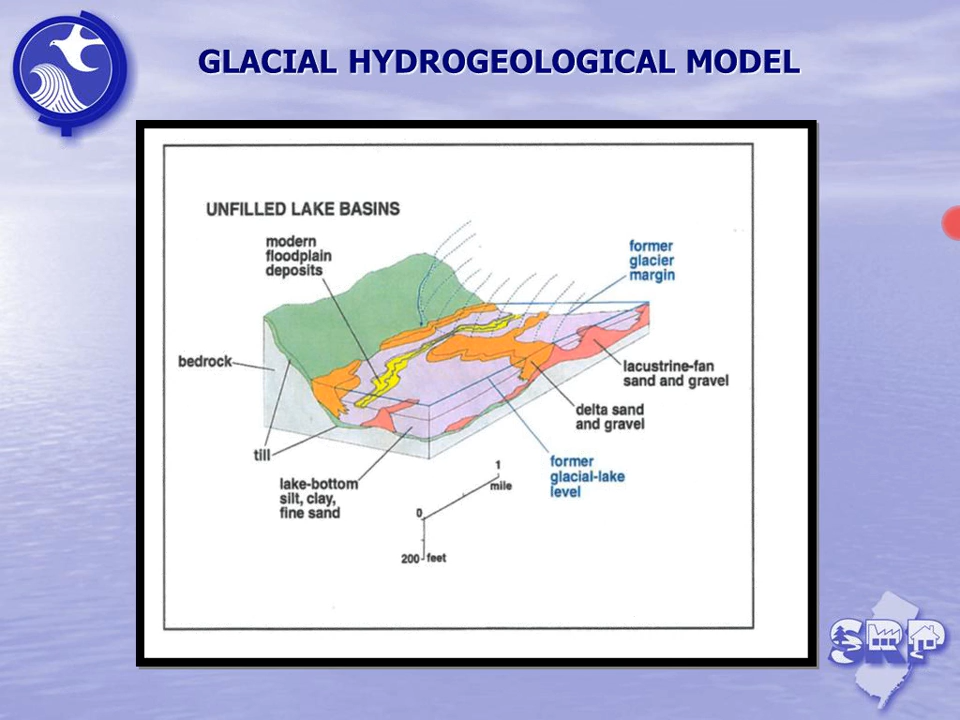 GLACIAL HYDROGEOLOGICAL MODEL
UNFILLED LAKE BASINS
modern
floodplain
deposits
former
glacier
margin
bedrock
lacustrine-fan
sand and gravel
delta sand
and gravel
till
former
glacial-lake
level
lake-bottom
silt, clay,
fine sand
1
mile
0
200 feet
SRP